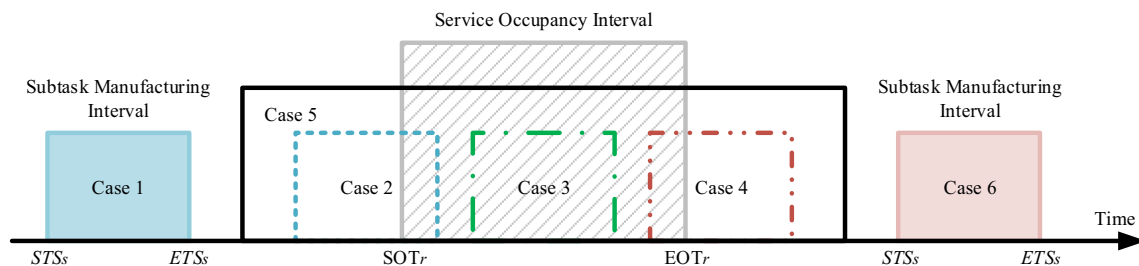 Service Occupancy Interval
Subtask Manufacturing
Interval
Subtask Manufacturing
Interval
Case 5
Case 1
Case 2
Case 3
Case 4
Case 6
Time
STSs
ETSs
SOTr
EOTr
STSs
ETSs